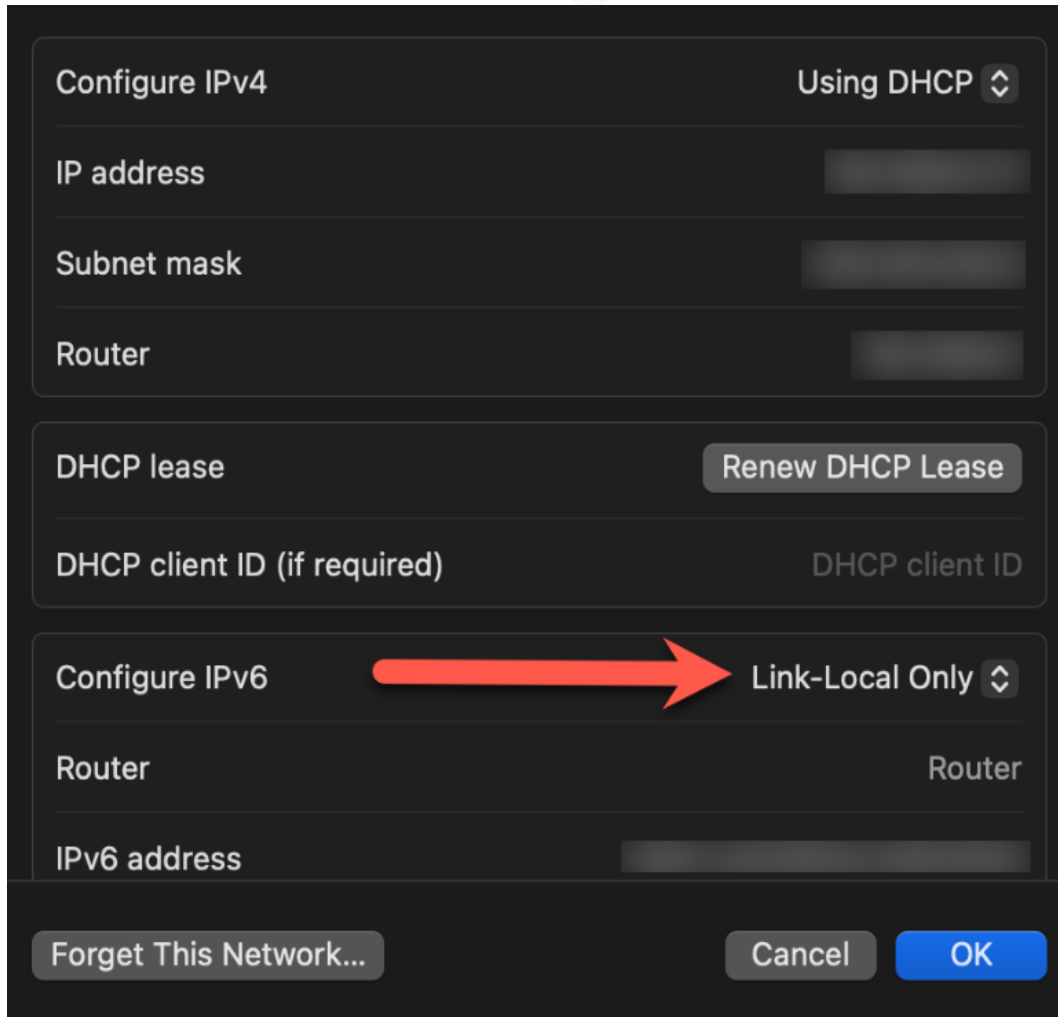 Configure IPv4 Using DHCP
IP address
Subnet mask
Router
DHCP lease Renew DHCP Lease
DHCP client ID (if required) DHCP client ID
Configure IPv6 Link-Local Only
Router Router
IPv6 address
Forget This Network... Cancel OK